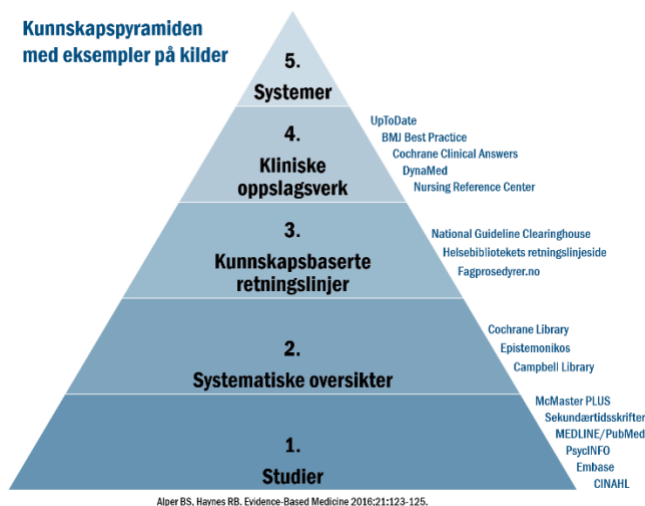 Kunnskapspyramiden
med eksempler på kilder
5.
Systemer
4.
Kliniske
oppslagsverk
UpToDate
BMJ Best Practice
Cochrane Clinical Answers
DynaMed
Nursing Reference Center
3.
Kunnskapsbaserte
retningslinjer
National Guideline Clearinghouse
Helsebibliotekets retningslinjeside
Fagprosedyrer.no
2.
Systematiske oversikter
Cochrane Library
Epistemonikos
Campbell Library
1.
Studier
McMaster PLUS
Sekundærtidsskrifter
MEDLINE/PubMed
PsycINFO
Embase
CINAHL
Alper BS, Haynes RB. Evidence-Based Medicine 2016;21:123-125.